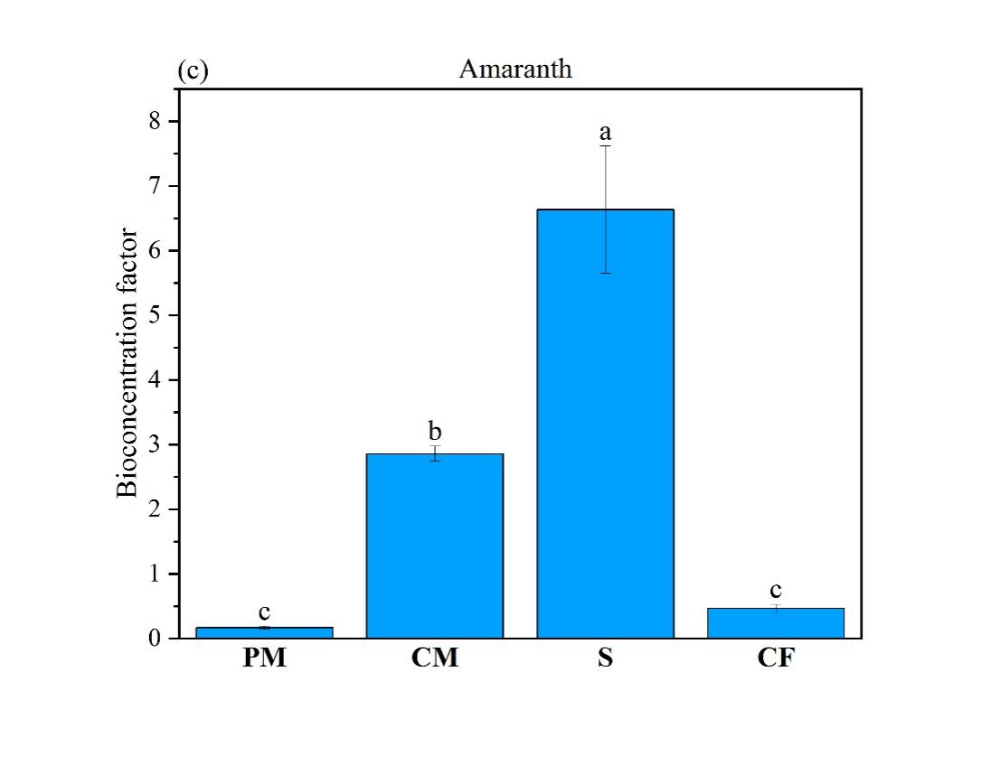 (c)
Amaranth
Bioconcentration factor
8
7
6
5
4
3
2
1
0
a
b
c
c
PM
CM
S
CF